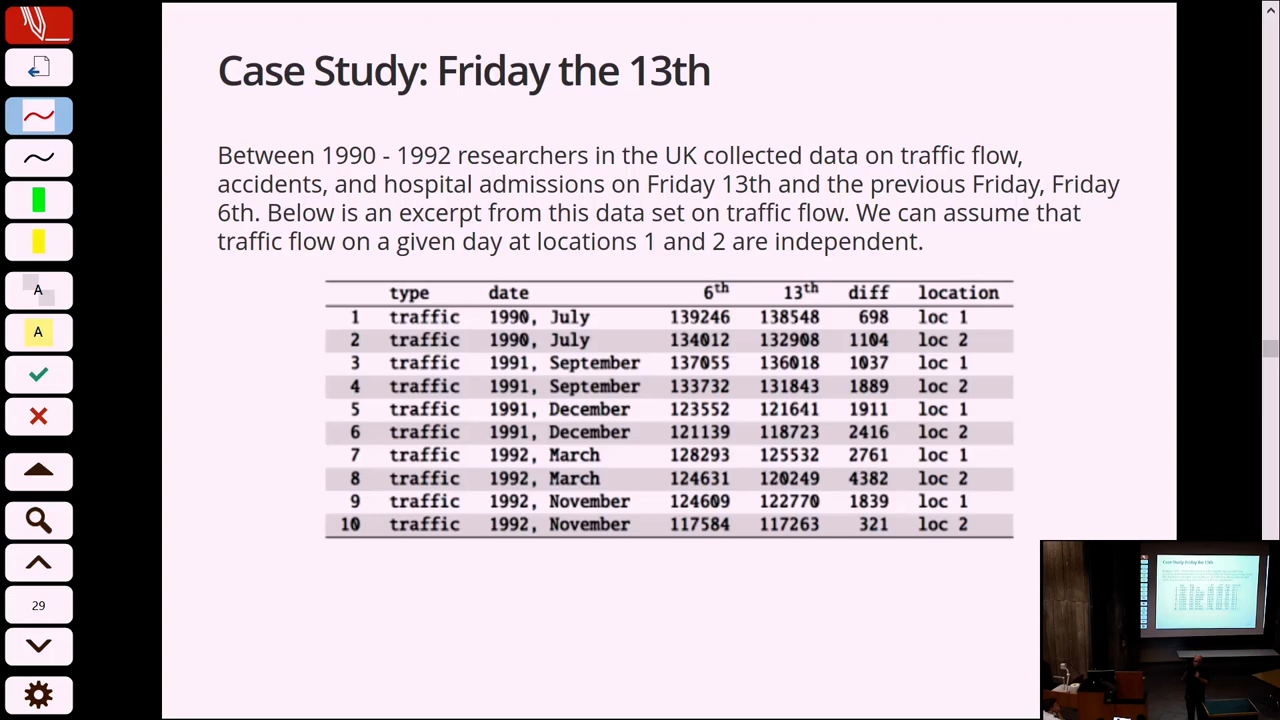 Case Study: Friday the 13th
Between 1990 - 1992 researchers in the UK collected data on traffic flow,
accidents, and hospital admissions on Friday 13th and the previous Friday, Friday
6th. Below is an excerpt from this data set on traffic flow. We can assume that
traffic flow on a given day at locations 1 and 2 are independent.
type date 6th 13th diff location
1 traffic 1990, July 139246 138548 698 loc 1
2 traffic 1990, July 134012 132908 1104 loc 2
3 traffic 1991, September 137055 136018 1037 loc 1
4 traffic 1991, September 133732 131843 1889 loc 2
5 traffic 1991, December 123552 121641 1911 loc 1
6 traffic 1991, December 121139 118723 2416 loc 2
7 traffic 1992, March 128293 125532 2761 loc 1
8 traffic 1992, March 124631 120249 4382 loc 2
9 traffic 1992, November 124609 122770 1839 loc 1
10 traffic 1992, November 117584 117263 321 loc 2
A
A
29
Case Study: Friday the 13th